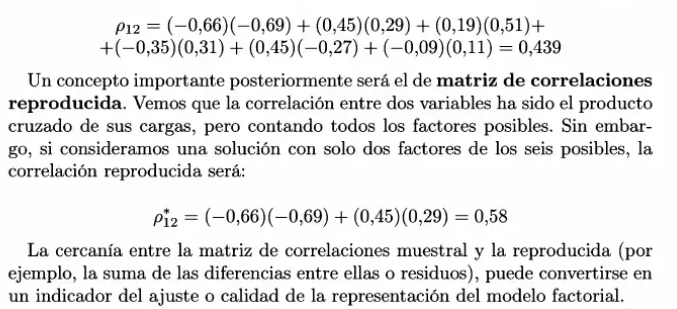 ρ₁₂ = (−0,66)(−0,69) + (0,45)(0,29) + (0,19)(0,51)+
+(−0,35)(0,31) + (0,45)(−0,27) + (−0,09)(0,11) = 0,439
Un concepto importante posteriormente será el de matriz de correlaciones
reproducida. Vemos que la correlación entre dos variables ha sido el producto
cruzado de sus cargas, pero contando todos los factores posibles. Sin embar-
go, si consideramos una solución con solo dos factores de los seis posibles, la
correlación reproducida será:
ρ*₁₂ = (−0,66)(−0,69) + (0,45)(0,29) = 0,58
La cercanía entre la matriz de correlaciones muestral y la reproducida (por
ejemplo, la suma de las diferencias entre ellas o residuos), puede convertirse en
un indicador del ajuste o calidad de la representación del modelo factorial.